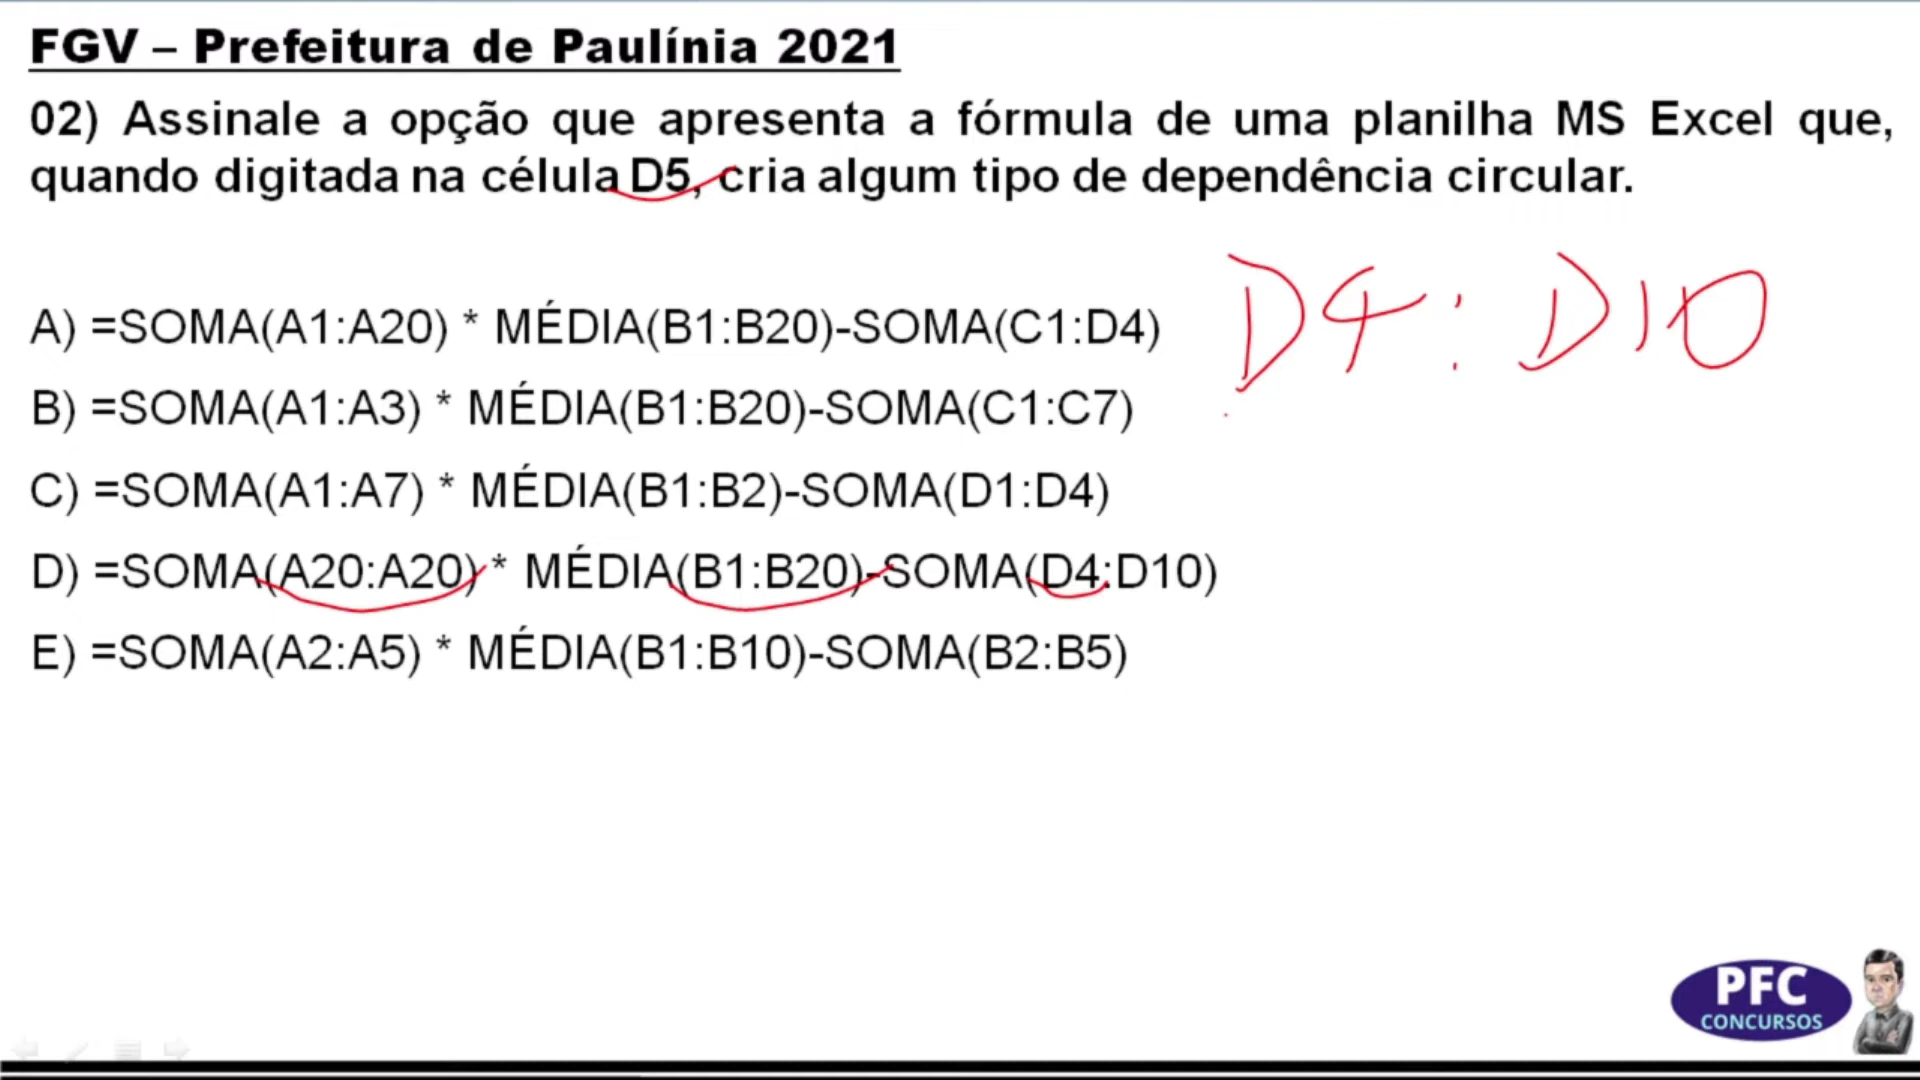 FGV – Prefeitura de Paulínia 2021
02) Assinale a opção que apresenta a fórmula de uma planilha MS Excel que,
quando digitada na célula D5, cria algum tipo de dependência circular.
D4: D10
A) =SOMA(A1:A20) * MÉDIA(B1:B20)-SOMA(C1:D4)
B) =SOMA(A1:A3) * MÉDIA(B1:B20)-SOMA(C1:C7)
C) =SOMA(A1:A7) * MÉDIA(B1:B2)-SOMA(D1:D4)
D) =SOMA(A20:A20) * MÉDIA(B1:B20)-SOMA(D4:D10)
E) =SOMA(A2:A5) * MÉDIA(B1:B10)-SOMA(B2:B5)
PFC
CONCURSOS